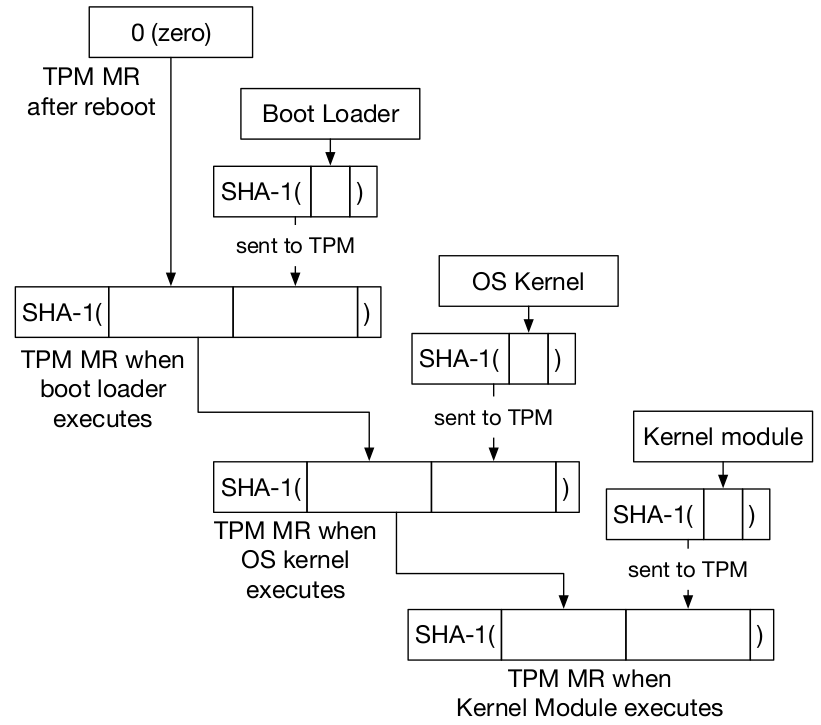 0 (zero)
TPM MR
after reboot
Boot Loader
SHA-1( )
sent to TPM
SHA-1( )
TPM MR when
boot loader
executes
OS Kernel
SHA-1( )
sent to TPM
SHA-1( )
TPM MR when
OS kernel
executes
Kernel module
SHA-1( )
sent to TPM
SHA-1( )
TPM MR when
Kernel Module executes